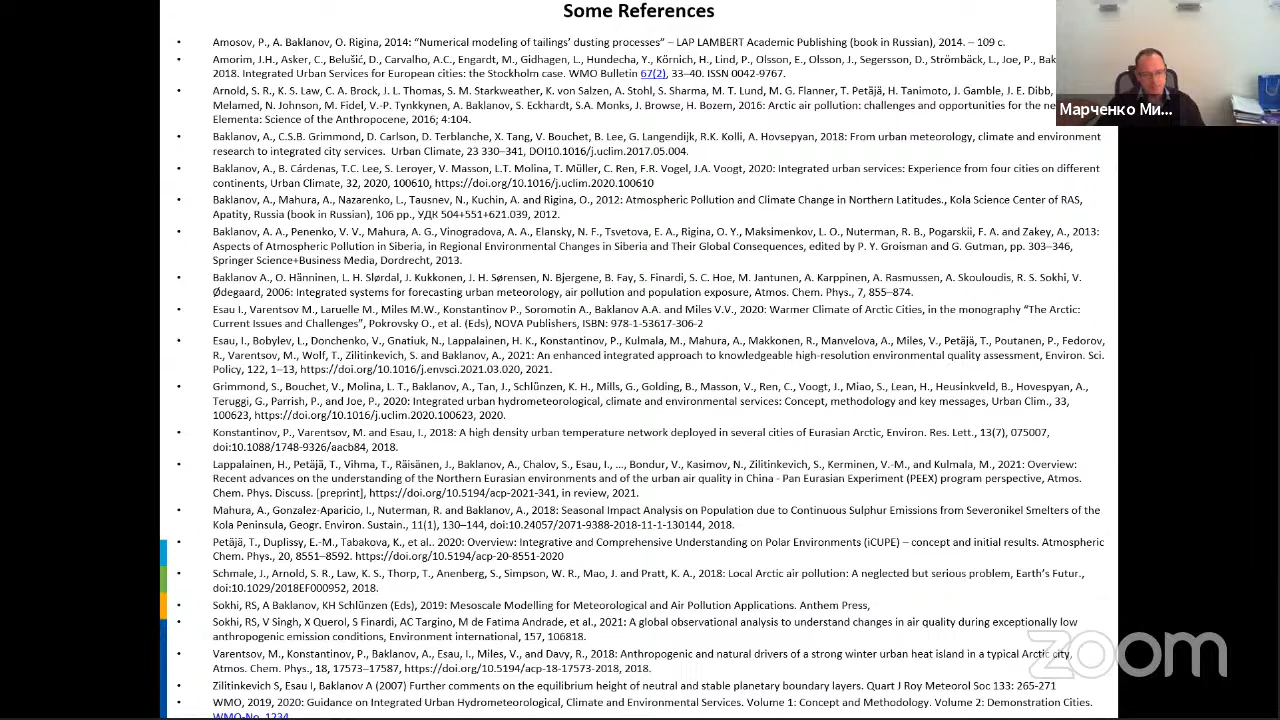 Some References
• Amosov, P., A. Baklanov, O. Rigina, 2014: “Numerical modeling of tailings’ dusting processes” – LAP LAMBERT Academic Publishing (book in Russian), 2014. – 109 c.
• Amorim, J.H., Asker, C., Belušić, D., Carvalho, A.C., Engardt, M., Gidhagen, L., Hundecha, Y., Körnich, H., Lind, P., Olsson, E., Olsson, J., Segersson, D., Strömbäck, L., Joe, P., Bak
2018. Integrated Urban Services for European cities: the Stockholm case. WMO Bulletin 67(2), 33–40. ISSN 0042-9767.
• Arnold, S. R., K. S. Law, C. A. Brock, J. L. Thomas, S. M. Starkweather, K. von Salzen, A. Stohl, S. Sharma, M. T. Lund, M. G. Flanner, T. Petäjä, H. Tanimoto, J. Gamble, J. E. Dibb,
Melamed, N. Johnson, M. Fidel, V.-P. Tynkkynen, A. Baklanov, S. Eckhardt, S.A. Monks, J. Browse, H. Bozem, 2016: Arctic air pollution: challenges and opportunities for the ne
Elementa: Science of the Anthropocene, 2016; 4:104.
• Baklanov, A., C.S.B. Grimmond, D. Carlson, D. Terblanche, X. Tang, V. Bouchet, B. Lee, G. Langendijk, R.K. Kolli, A. Hovsepyan, 2018: From urban meteorology, climate and environment
research to integrated city services. Urban Climate, 23 330–341, DOI10.1016/j.uclim.2017.05.004.
• Baklanov, A., B. Cárdenas, T.C. Lee, S. Leroyer, V. Masson, L.T. Molina, T. Müller, C. Ren, F.R. Vogel, J.A. Voogt, 2020: Integrated urban services: Experience from four cities on different
continents, Urban Climate, 32, 2020, 100610, https://doi.org/10.1016/j.uclim.2020.100610
• Baklanov, A., Mahura, A., Nazarenko, L., Tausnev, N., Kuchin, A. and Rigina, O., 2012: Atmospheric Pollution and Climate Change in Northern Latitudes., Kola Science Center of RAS,
Apatity, Russia (book in Russian), 106 pp., УДК 504+551+621.039, 2012.
• Baklanov, A. A., Penenko, V. V., Mahura, A. G., Vinogradova, A. A., Elansky, N. F., Tsvetova, E. A., Rigina, O. Y., Maksimenkov, L. O., Nuterman, R. B., Pogarskii, F. A. and Zakey, A., 2013:
Aspects of Atmospheric Pollution in Siberia, in Regional Environmental Changes in Siberia and Their Global Consequences, edited by P. Y. Groisman and G. Gutman, pp. 303–346,
Springer Science+Business Media, Dordrecht, 2013.
• Baklanov A., O. Hänninen, L. H. Slørdal, J. Kukkonen, J. H. Sørensen, N. Bjergene, B. Fay, S. Finardi, S. C. Hoe, M. Jantunen, A. Karppinen, A. Rasmussen, A. Skouloudis, R. S. Sokhi, V.
Ødegaard, 2006: Integrated systems for forecasting urban meteorology, air pollution and population exposure, Atmos. Chem. Phys., 7, 855–874.
• Esau I., Varentsov M., Laruelle M., Miles M.W., Konstantinov P., Soromotin A., Baklanov A.A. and Miles V.V., 2020: Warmer Climate of Arctic Cities, in the monography “The Arctic:
Current Issues and Challenges”, Pokrovsky O., et al. (Eds), NOVA Publishers, ISBN: 978-1-53617-306-2
• Esau, I., Bobylev, L., Donchenko, V., Gnatiuk, N., Lappalainen, H. K., Konstantinov, P., Kulmala, M., Mahura, A., Makkonen, R., Manvelova, A., Miles, V., Petäjä, T., Poutanen, P., Fedorov,
R., Varentsov, M., Wolf, T., Zilitinkevich, S. and Baklanov, A., 2021: An enhanced integrated approach to knowledgeable high-resolution environmental quality assessment, Environ. Sci.
Policy, 122, 1–13, https://doi.org/10.1016/j.envsci.2021.03.020, 2021.
• Grimmond, S., Bouchet, V., Molina, L. T., Baklanov, A., Tan, J., Schlünzen, K. H., Mills, G., Golding, B., Masson, V., Ren, C., Voogt, J., Miao, S., Lean, H., Heusinkveld, B., Hovespyan, A.,
Teruggi, G., Parrish, P., and Joe, P., 2020: Integrated urban hydrometeorological, climate and environmental services: Concept, methodology and key messages, Urban Clim., 33,
100623, https://doi.org/10.1016/j.uclim.2020.100623, 2020.
• Konstantinov, P., Varentsov, M. and Esau, I., 2018: A high density urban temperature network deployed in several cities of Eurasian Arctic, Environ. Res. Lett., 13(7), 075007,
doi:10.1088/1748-9326/aacb84, 2018.
• Lappalainen, H., Petäjä, T., Vihma, T., Räisänen, J., Baklanov, A., Chalov, S., Esau, I., …, Bondur, V., Kasimov, N., Zilitinkevich, S., Kerminen, V.-M., and Kulmala, M., 2021: Overview:
Recent advances on the understanding of the Northern Eurasian environments and of the urban air quality in China - Pan Eurasian Experiment (PEEX) program perspective, Atmos.
Chem. Phys. Discuss. [preprint], https://doi.org/10.5194/acp-2021-341, in review, 2021.
• Mahura, A., Gonzalez-Aparicio, I., Nuterman, R. and Baklanov, A., 2018: Seasonal Impact Analysis on Population due to Continuous Sulphur Emissions from Severonikel Smelters of the
Kola Peninsula, Geogr. Environ. Sustain., 11(1), 130–144, doi:10.24057/2071-9388-2018-11-1-130144, 2018.
• Petäjä, T., Duplissy, E.-M., Tabakova, K., et al.. 2020: Overview: Integrative and Comprehensive Understanding on Polar Environments (iCUPE) – concept and initial results. Atmospheric
Chem. Phys., 20, 8551–8592. https://doi.org/10.5194/acp-20-8551-2020
• Schmale, J., Arnold, S. R., Law, K. S., Thorp, T., Anenberg, S., Simpson, W. R., Mao, J. and Pratt, K. A., 2018: Local Arctic air pollution: A neglected but serious problem, Earth’s Futur.,
doi:10.1029/2018EF000952, 2018.
• Sokhi, RS, A Baklanov, KH Schlünzen (Eds), 2019: Mesoscale Modelling for Meteorological and Air Pollution Applications. Anthem Press,
• Sokhi, RS, V Singh, X Querol, S Finardi, AC Targino, M de Fatima Andrade, et al., 2021: A global observational analysis to understand changes in air quality during exceptionally low
anthropogenic emission conditions, Environment international, 157, 106818.
• Varentsov, M., Konstantinov, P., Baklanov, A., Esau, I., Miles, V., and Davy, R., 2018: Anthropogenic and natural drivers of a strong winter urban heat island in a typical Arctic city,
Atmos. Chem. Phys., 18, 17573–17587, https://doi.org/10.5194/acp-18-17573-2018, 2018.
• Zilitinkevich S, Esau I, Baklanov A (2007) Further comments on the equilibrium height of neutral and stable planetary boundary layers. Quart J Roy Meteorol Soc 133: 265-271
• WMO, 2019, 2020: Guidance on Integrated Urban Hydrometeorological, Climate and Environmental Services. Volume 1: Concept and Methodology. Volume 2: Demonstration Cities.
WMO-No. 1234
Марченко Ми...
zoom